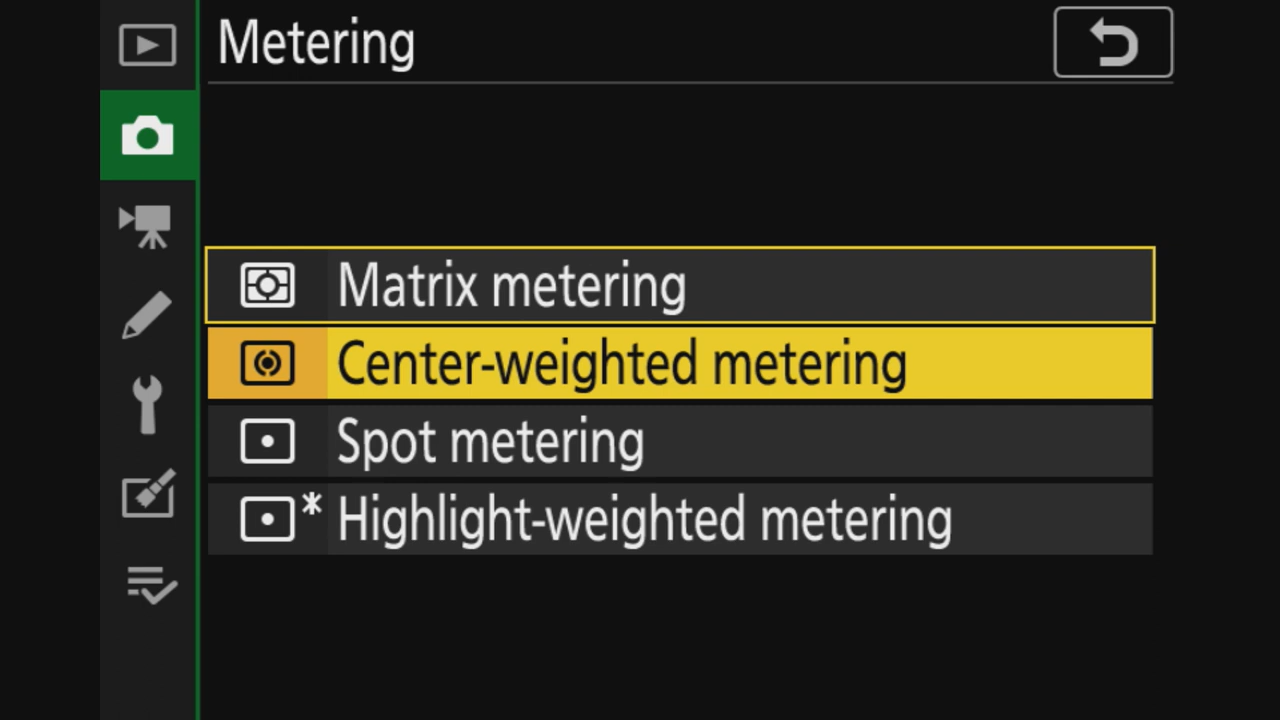 Metering
Matrix metering
Center-weighted metering
Spot metering
* Highlight-weighted metering